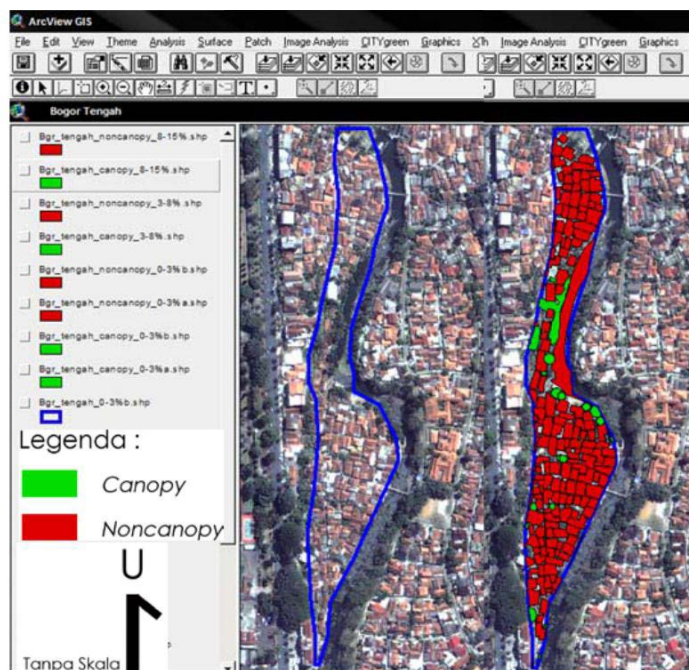 ArcView GIS
File Edit View Theme Analysis Surface Patch Image Analysis CITYgreen Graphics XTh Image Analysis CITYgreen Graphics
Bogor Tengah
Bgr_tengah_noncanopy_8-15%.shp
Bgr_tengah_canopy_8-15%.shp
Bgr_tengah_noncanopy_3-8%.shp
Bgr_tengah_canopy_3-8%.shp
Bgr_tengah_noncanopy_0-3%b.shp
Bgr_tengah_noncanopy_0-3%a.shp
Bgr_tengah_canopy_0-3%b.shp
Bgr_tengah_canopy_0-3%a.shp
Bgr_tengah_0-3%b.shp
Legenda :
Canopy
Noncanopy
U
Tanpa Skala